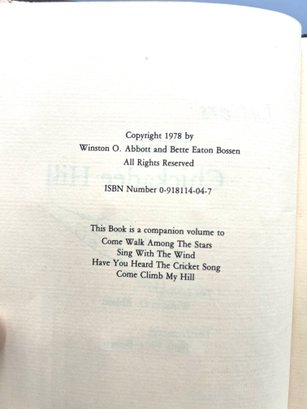 Copyright 1978 by
Winston O. Abbott and Bette Eaton Bossen
All Rights Reserved
ISBN Number 0-918114-04-7
This Book is a companion volume to
Come Walk Among The Stars
Sing With The Wind
Have You Heard The Cricket Song
Come Climb My Hill